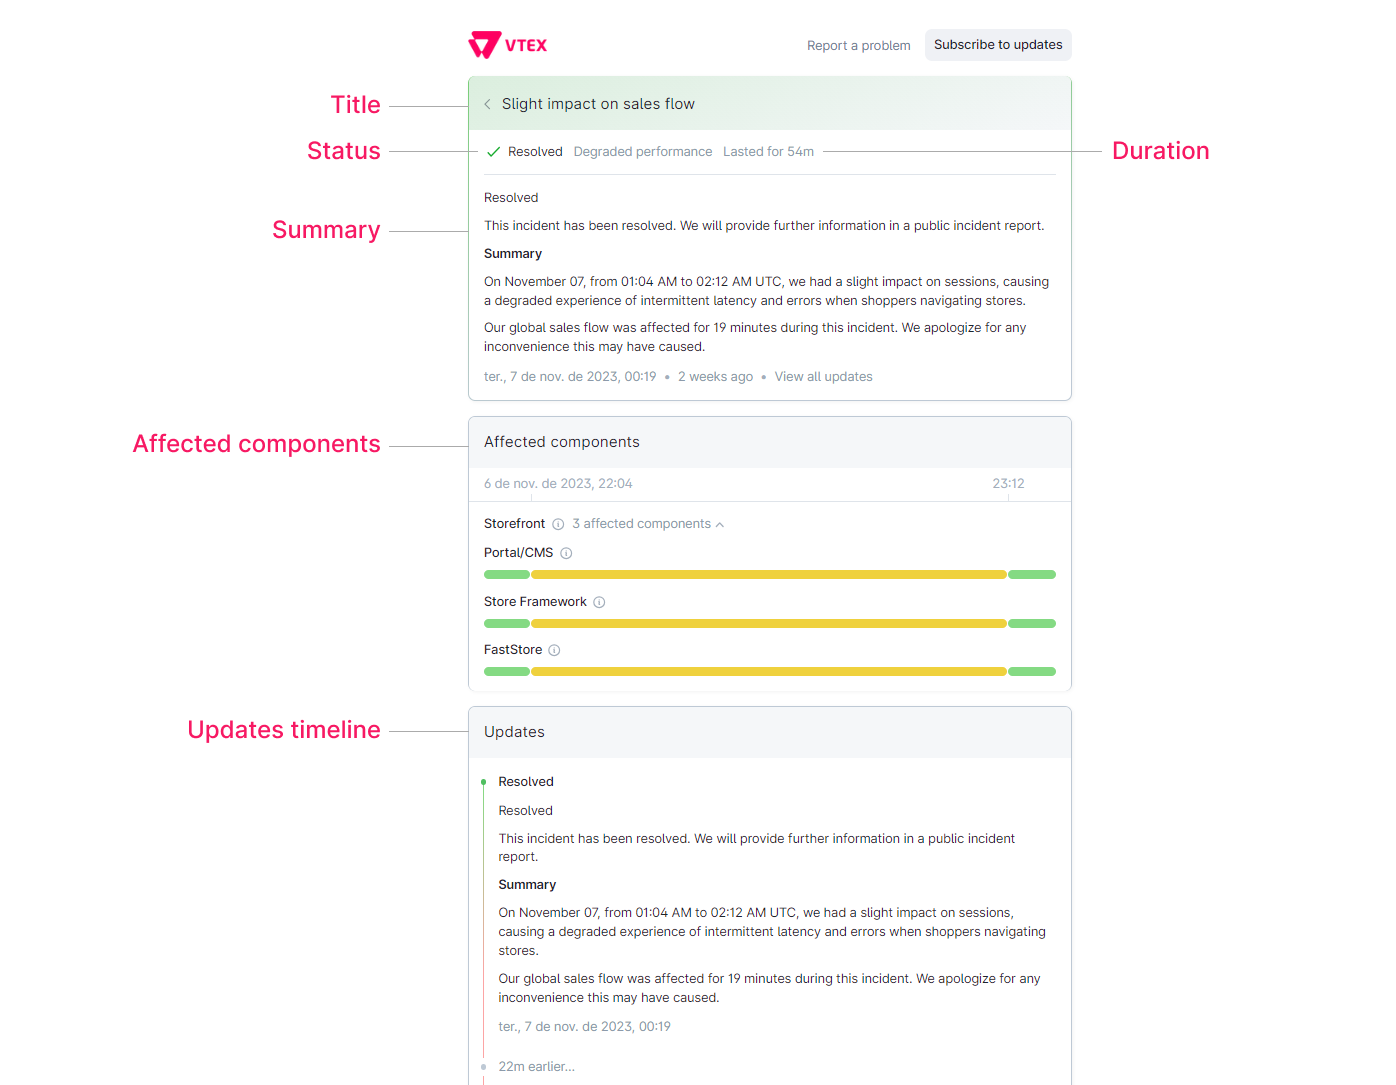 VTEX
Report a problem
Subscribe to updates
Title
Slight impact on sales flow
Status
Resolved Degraded performance Lasted for 54m
Duration
Resolved
Summary
This incident has been resolved. We will provide further information in a public incident report.
Summary
On November 07, from 01:04 AM to 02:12 AM UTC, we had a slight impact on sessions, causing
a degraded experience of intermittent latency and errors when shoppers navigating stores.
Our global sales flow was affected for 19 minutes during this incident. We apologize for any
inconvenience this may have caused.
ter., 7 de nov. de 2023, 00:19 • 2 weeks ago • View all updates
Affected components
Affected components
6 de nov. de 2023, 22:04 23:12
Storefront 3 affected components
Portal/CMS
Store Framework
FastStore
Updates timeline
Updates
Resolved
Resolved
This incident has been resolved. We will provide further information in a public incident
report.
Summary
On November 07, from 01:04 AM to 02:12 AM UTC, we had a slight impact on sessions,
causing a degraded experience of intermittent latency and errors when shoppers navigating
stores.
Our global sales flow was affected for 19 minutes during this incident. We apologize for any
inconvenience this may have caused.
ter., 7 de nov. de 2023, 00:19
22m earlier...